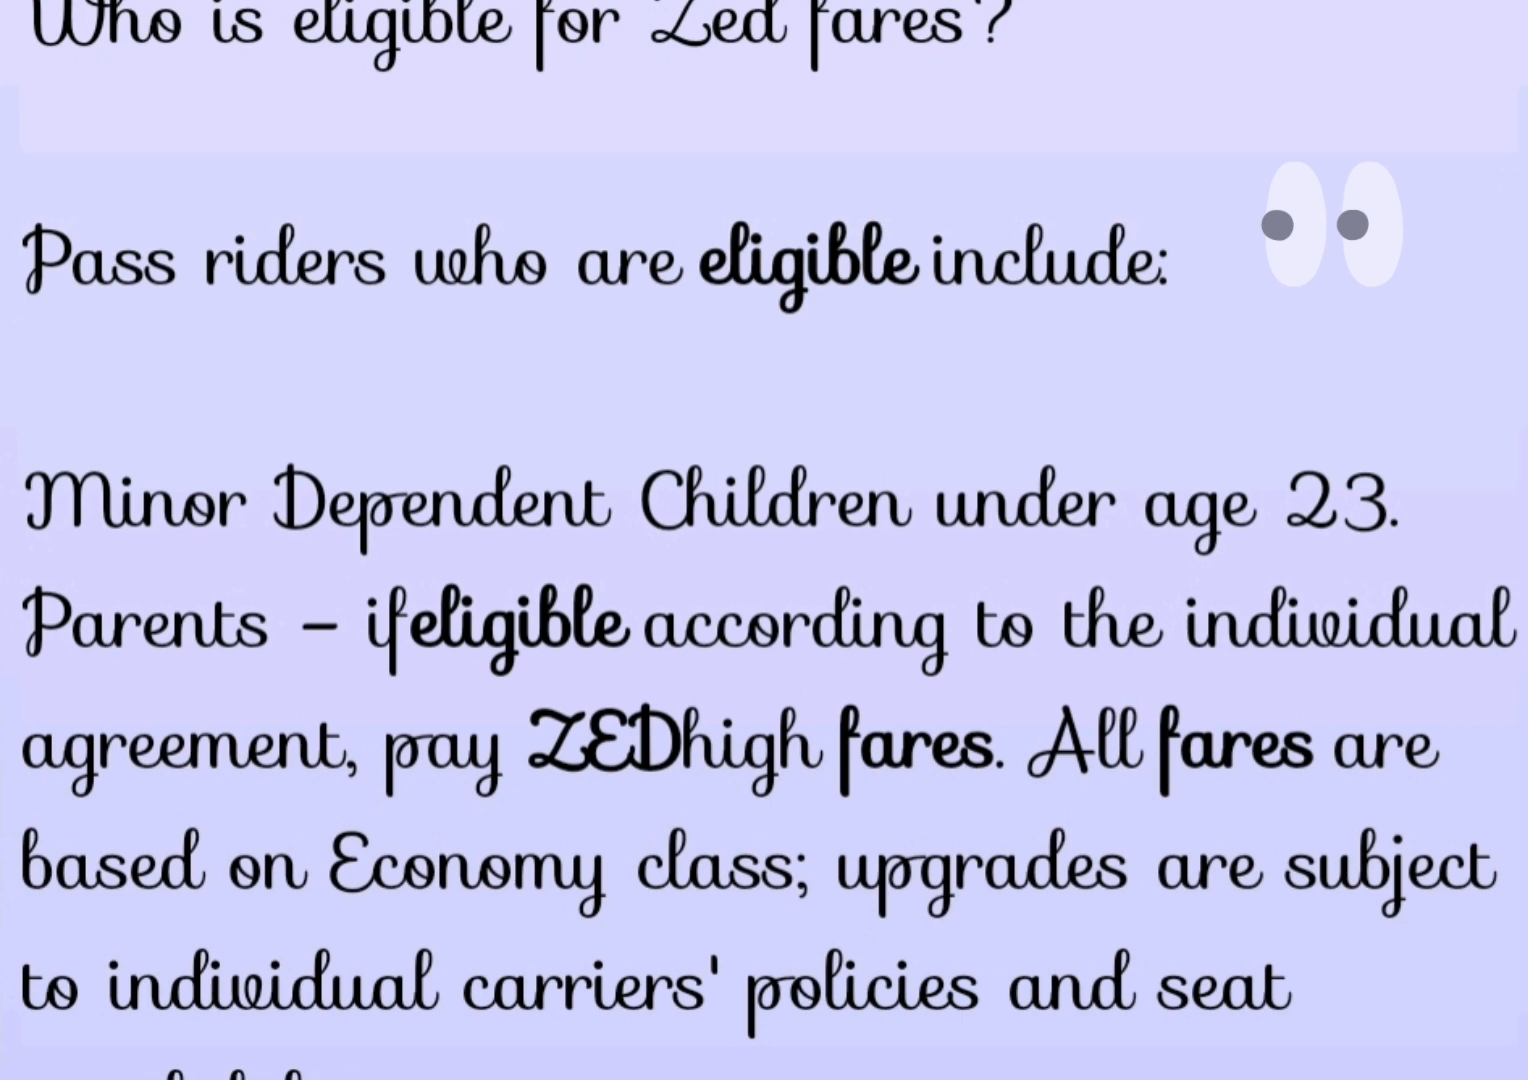 Who is eligible for Zed fares?
Pass riders who are eligible include:
Minor Dependent Children under age 23.
Parents – ifeligible according to the individual
agreement, pay ZEDhigh fares. All fares are
based on Economy class; upgrades are subject
to individual carriers' policies and seat